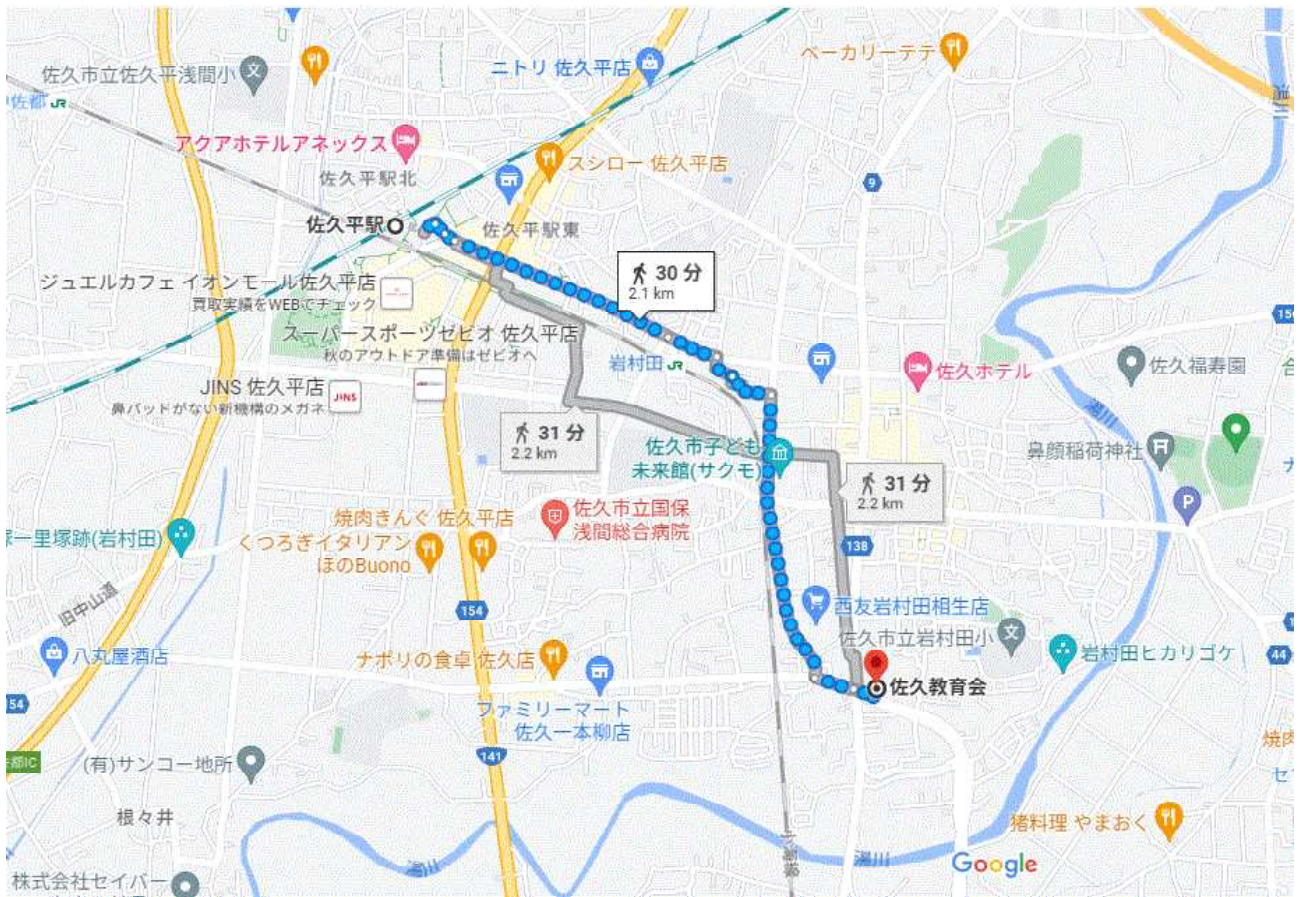 佐久市立佐久平浅間小
ニトリ 佐久平店
ベーカリーテテ
佐都
JR
湯川
アクアホテルアネックス
スシロー 佐久平店
佐久平駅北
9
佐久平駅
佐久平駅東
30 分
2.1 km
ジュエルカフェ イオンモール佐久平店
買取実績をWEBでチェック
スーパースポーツゼビオ 佐久平店
秋のアウトドア準備はゼビオへ
岩村田
JR
佐久ホテル
佐久福寿園
JINS 佐久平店
鼻パッドがない新機構のメガネ
JINS
31 分
2.2 km
湯川
佐久市子ども
未来館(サクモ)
鼻顔稲荷神社
31 分
2.2 km
P
佐久市立国保
浅間総合病院
焼肉きんぐ 佐久平店
塚一里塚跡(岩村田)
くつろぎイタリアン
ほのBuono
138
旧中山道
154
西友岩村田相生店
佐久市立岩村田小
八丸屋酒店
ナポリの食卓 佐久店
岩村田ヒカリゴケ
44
佐久教育会
54
ファミリーマート
佐久一本柳店
141
焼肉
(有)サンコー地所
セブ
根々井
猪料理 やまおく
小海線
湯川
Google
株式会社セイバー